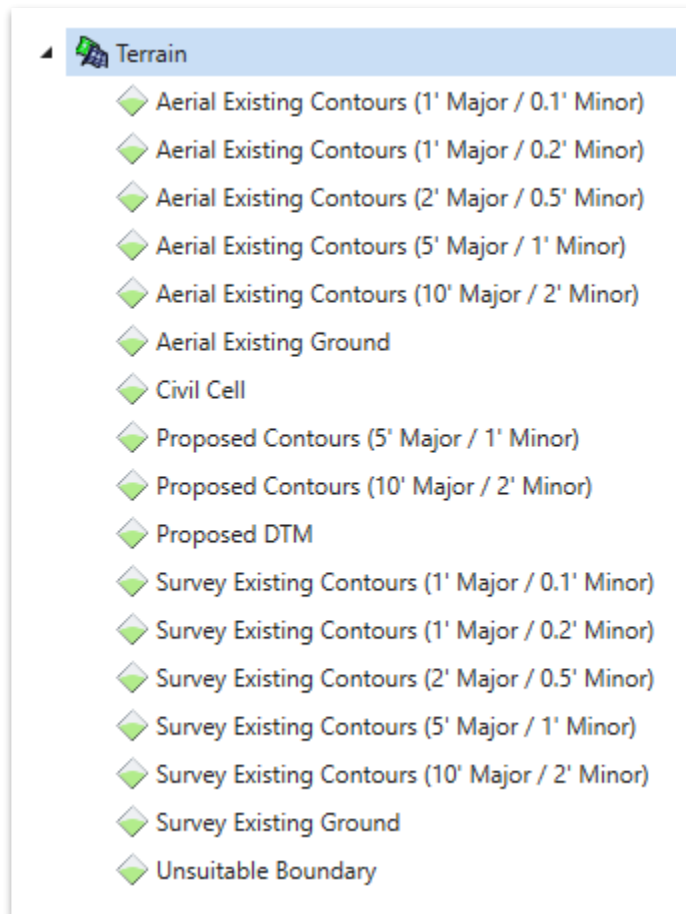 Terrain
Aerial Existing Contours (1' Major / 0.1' Minor)
Aerial Existing Contours (1' Major / 0.2' Minor)
Aerial Existing Contours (2' Major / 0.5' Minor)
Aerial Existing Contours (5' Major / 1' Minor)
Aerial Existing Contours (10' Major / 2' Minor)
Aerial Existing Ground
Civil Cell
Proposed Contours (5' Major / 1' Minor)
Proposed Contours (10' Major / 2' Minor)
Proposed DTM
Survey Existing Contours (1' Major / 0.1' Minor)
Survey Existing Contours (1' Major / 0.2' Minor)
Survey Existing Contours (2' Major / 0.5' Minor)
Survey Existing Contours (5' Major / 1' Minor)
Survey Existing Contours (10' Major / 2' Minor)
Survey Existing Ground
Unsuitable Boundary